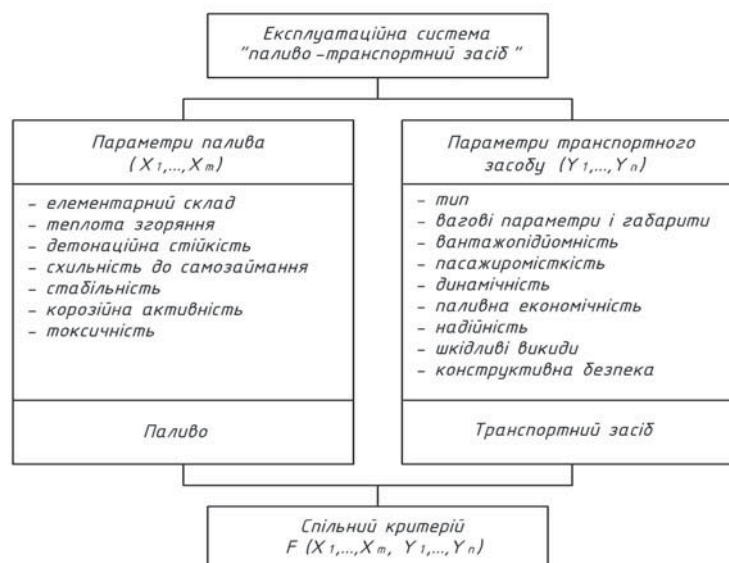 Експлуатаційна система
"паливо-транспортний засіб"
Параметри палива
(X1,...,Xm)
- елементарний склад
- теплота згоряння
- детонаційна стійкість
- схильність до самозаймання
- стабільність
- корозійна активність
- токсичність
Паливо
Параметри транспортного
засобу (Y1,...,Yn)
- тип
- вагові параметри і габарити
- вантажопідйомність
- пасажиромісткість
- динамічність
- паливна економічність
- надійність
- шкідливі викиди
- конструктивна безпека
Транспортний засіб
Спільний критерій
F (X1,...,Xm, Y1,...,Yn)